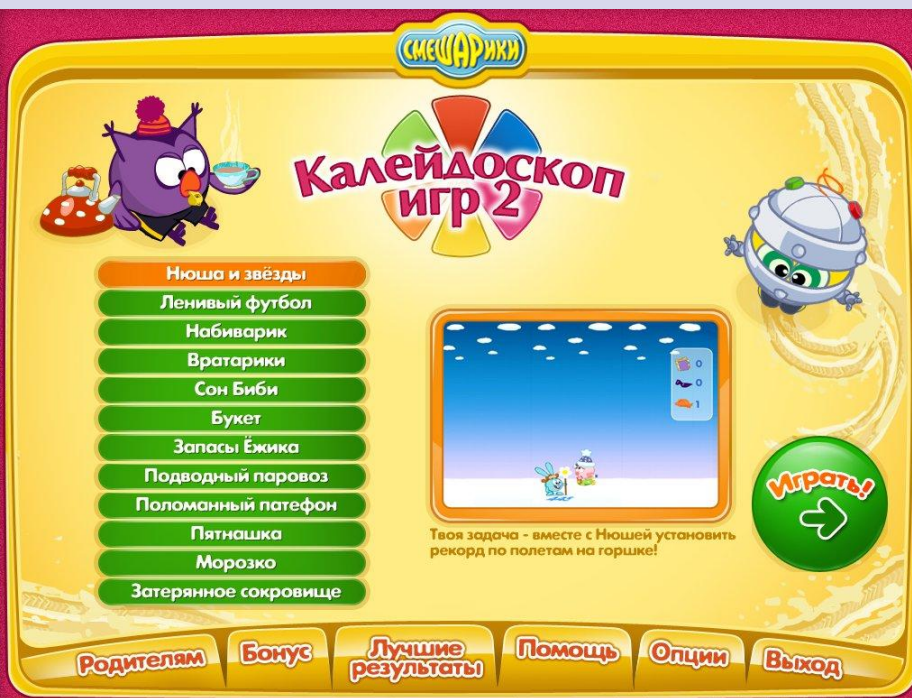 СМЕШАРИКИ
Калейдоскоп
игр 2
Нюша и звёзды
Ленивый футбол
Набиварик
Вратарики
Сон Биби
Букет
Запасы Ёжика
Подводный паровоз
Поломанный патефон
Пятнашка
Морозко
Затерянное сокровище
0
0
1
Твоя задача - вместе с Нюшей установить
рекорд по полетам на горшке!
Играть!
Родителям
Бонус
Лучшие
результаты
Помощь
Опции
Выход